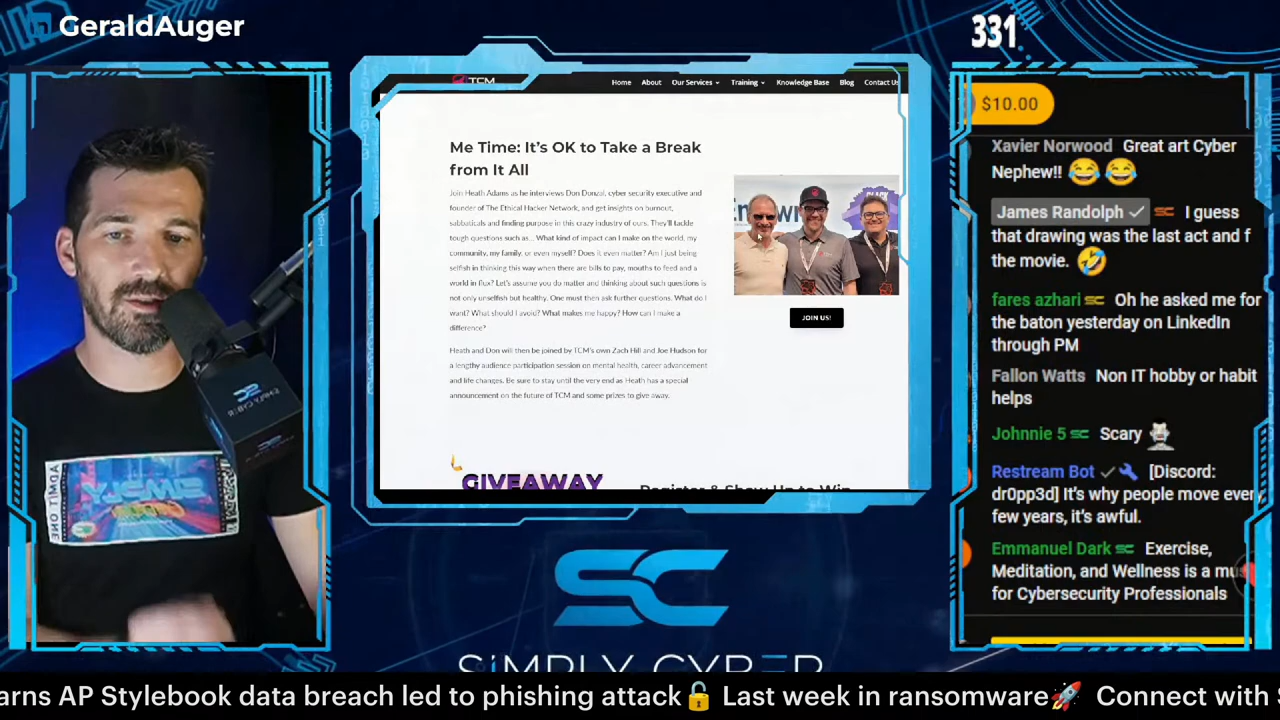 GeraldAuger
331
TCM
Home About Our Services Training Knowledge Base Blog Contact Us
Me Time: It's OK to Take a Break
from It All
Join Heath Adams as he interviews Don Donzal, cyber security executive and
founder of The Ethical Hacker Network, and get insights on burnout,
sabbaticals and finding purpose in this crazy industry of ours. They'll tackle
tough questions such as... What kind of impact can I make on the world, my
community, my family, or even myself? Does it even matter? Am I just being
selfish in thinking this way when there are bills to pay, mouths to feed and a
world in flux? Let's assume you do matter and thinking about such questions is
not only unselfish but healthy. One must then ask further questions. What do I
want? What should I avoid? What makes me happy? How can I make a
difference?
Heath and Don will then be joined by TCM's own Zach Hill and Joe Hudson for
a lengthy audience participation session on mental health, career advancement
and life changes. Be sure to stay until the very end as Heath has a special
announcement on the future of TCM and some prizes to give away.
JOIN US!
GIVEAWAY
Register & Show Up to Win
$10.00
Xavier Norwood Great art Cyber
Nephew!! 😂 😂
James Randolph I guess
that drawing was the last act and f
the movie. 🤣
fares azhari Oh he asked me for
the baton yesterday on LinkedIn
through PM
Fallon Watts Non IT hobby or habit
helps
Johnnie 5 Scary
Restream Bot [Discord:
dr0pp3d] It's why people move every
few years, it's awful.
Emmanuel Dark Exercise,
Meditation, and Wellness is a mu
for Cybersecurity Professionals
SC
SIMPLY CYBER
ADMIT ONE
SIMPLY
arns AP Stylebook data breach led to phishing attack🔓 Last week in ransomware🚀 Connect with